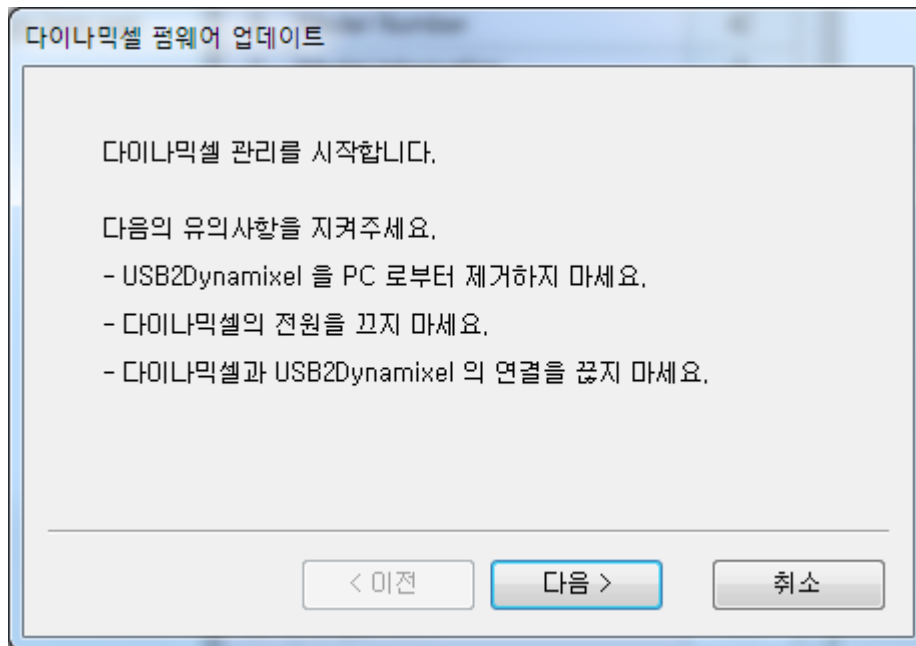 다이나믹셀 펌웨어 업데이트
다이나믹셀 관리를 시작합니다.
다음의 유의사항을 지켜주세요.
- USB2Dynamixel 을 PC 로부터 제거하지 마세요.
- 다이나믹셀의 전원을 끄지 마세요.
- 다이나믹셀과 USB2Dynamixel 의 연결을 끊지 마세요.
< 이전
다음 >
취소